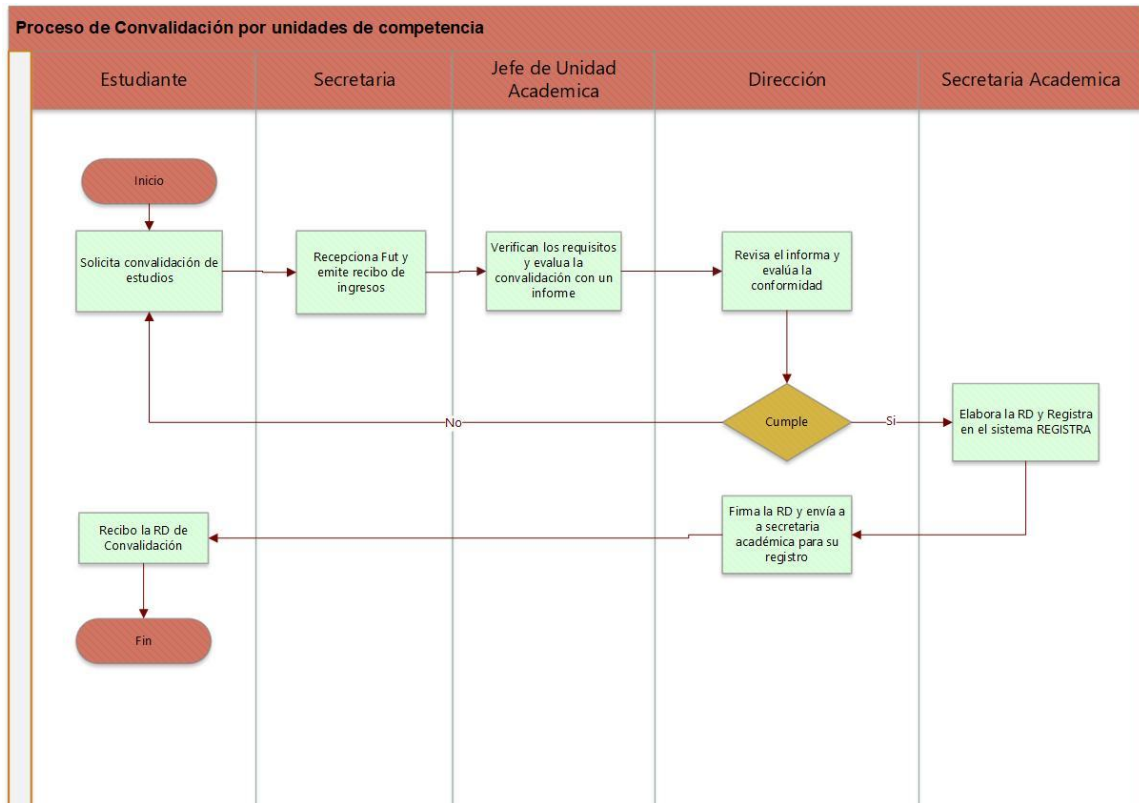 Proceso de Convalidación por unidades de competencia
Estudiante
Secretaria
Jefe de Unidad
Academica
Dirección
Secretaria Academica
Inicio
Solicita convalidación de
estudios
Recepciona Fut y
emite recibo de
ingresos
Verifican los requisitos
y evalua la
convalidación con un
informe
Revisa el informa y
evalúa la
conformidad
Cumple
No
Si
Elabora la RD y Registra
en el sistema REGISTRA
Firma la RD y envía a
a secretaria
académica para su
registro
Recibo la RD de
Convalidación
Fin